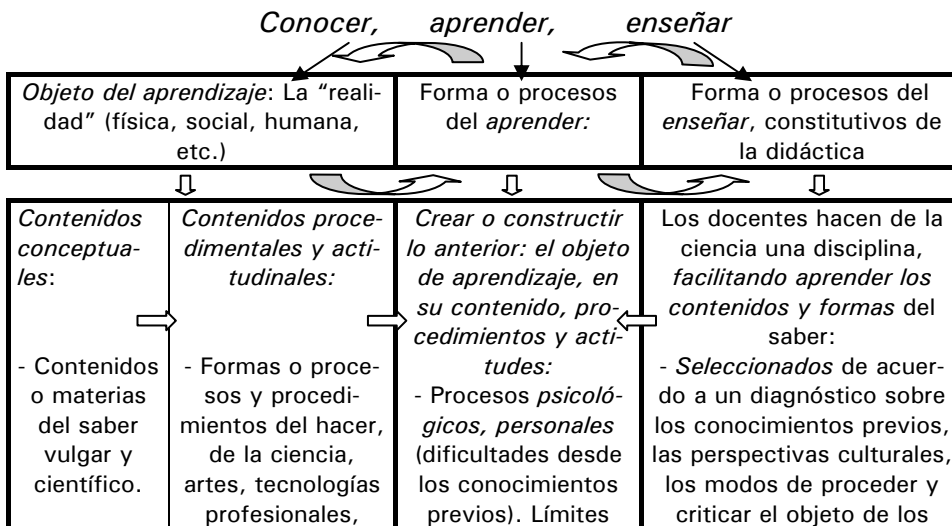 Conocer, aprender, enseñar
Objeto del aprendizaje: La “reali-
dad” (física, social, humana,
etc.)
Forma o procesos
del aprender:
Forma o procesos del
enseñar, constitutivos de
la didáctica
Contenidos
conceptua-
les:
- Contenidos
o materias
del saber
vulgar y
científico.
Contenidos proce-
dimentales y acti-
tudinales:
- Formas o proce-
sos y procedi-
mientos del hacer,
de la ciencia,
artes, tecnologías
profesionales,
Crear o constructir
lo anterior: el objeto
de aprendizaje, en
su contenido, pro-
cedimientos y acti-
tudes:
- Procesos psicoló-
gicos, personales
(dificultades desde
los conocimientos
previos). Límites
Los docentes hacen de la
ciencia una disciplina,
facilitando aprender los
contenidos y formas del
saber:
- Seleccionados de acuer-
do a un diagnóstico sobre
los conocimientos previos,
las perspectivas culturales,
los modos de proceder y
criticar el objeto de los